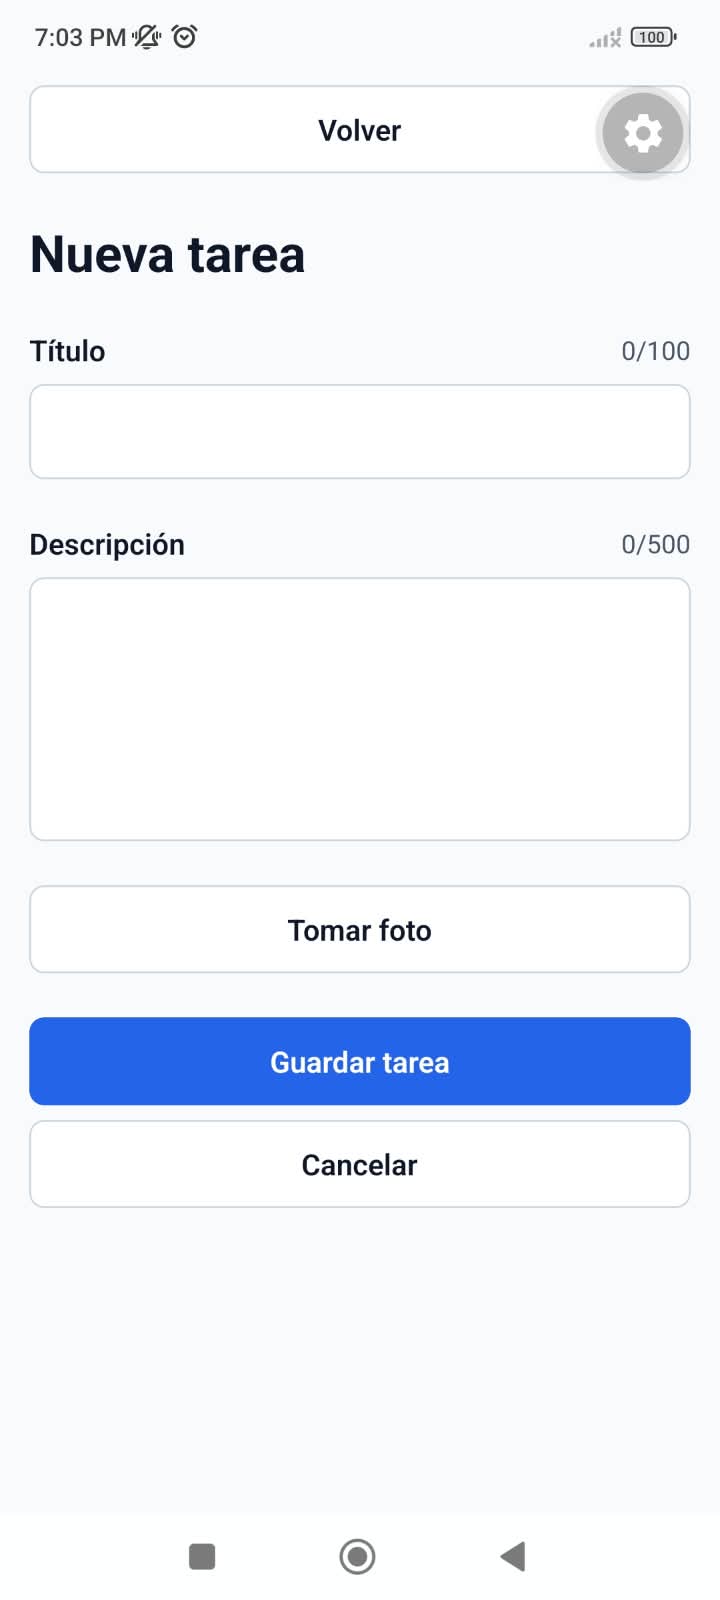 7:03 PM
100
Volver
Nueva tarea
Título 0/100
Descripción 0/500
Tomar foto
Guardar tarea
Cancelar